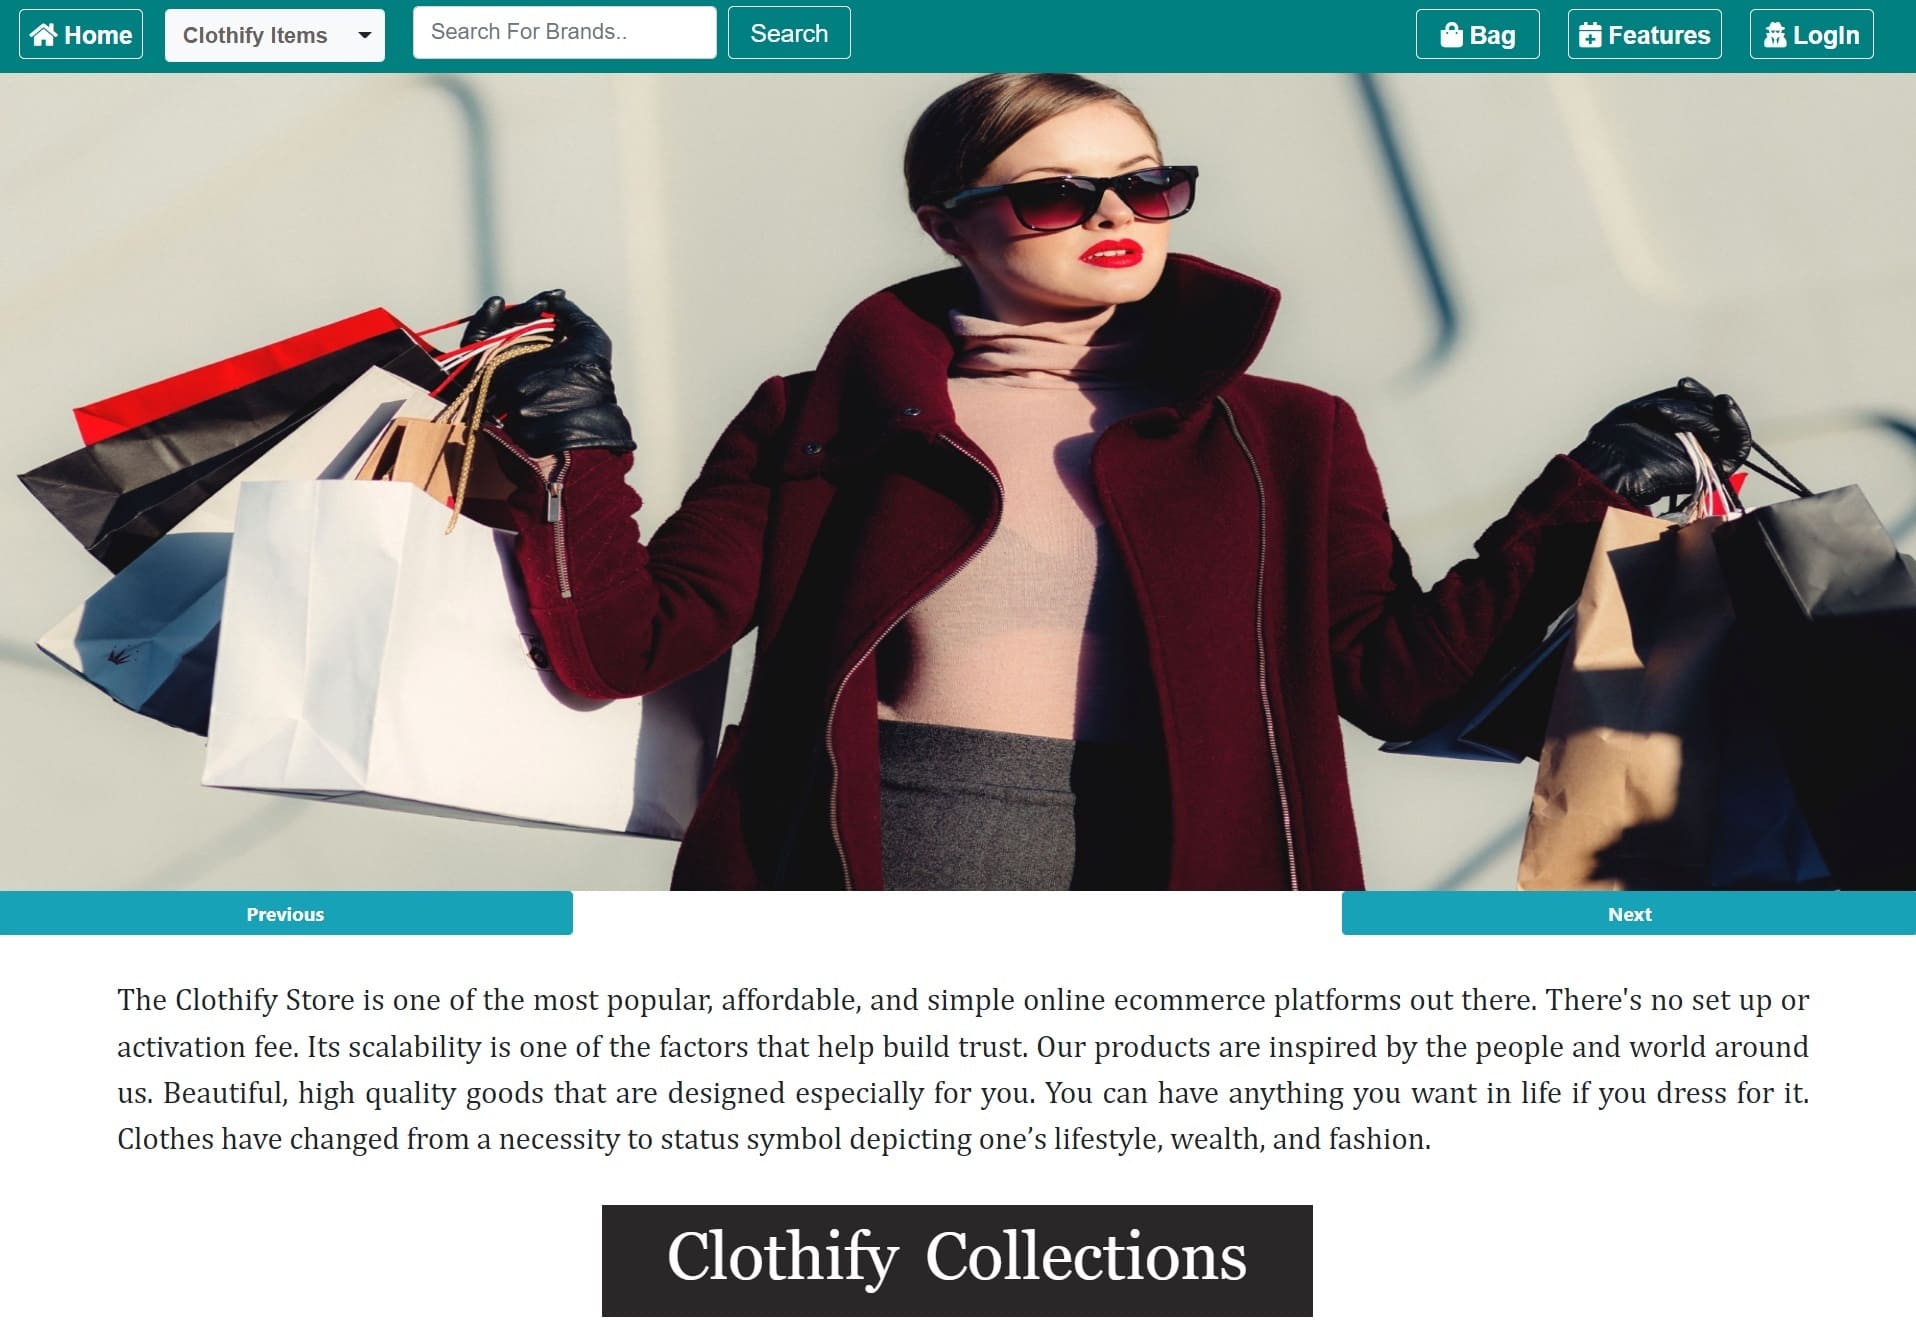 Home
Clothify Items
Search For Brands..
Search
Bag
Features
LogIn
Previous
Next
The Clothify Store is one of the most popular, affordable, and simple online ecommerce platforms out there. There's no set up or
activation fee. Its scalability is one of the factors that help build trust. Our products are inspired by the people and world around
us. Beautiful, high quality goods that are designed especially for you. You can have anything you want in life if you dress for it.
Clothes have changed from a necessity to status symbol depicting one’s lifestyle, wealth, and fashion.
Clothify Collections